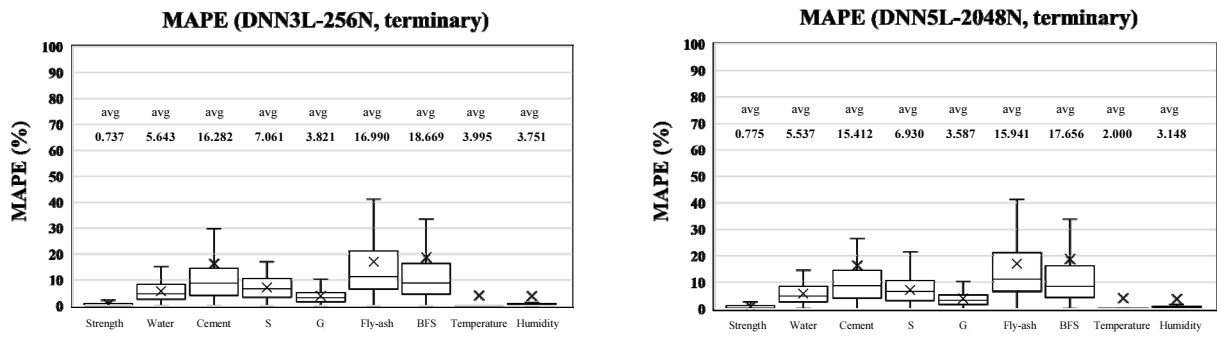 MAPE (DNN3L-256N, terminary)
MAPE (%)
100
90
80
70
60
50
40
30
20
10
0
avg avg avg avg avg avg avg avg avg
0.737 5.643 16.282 7.061 3.821 16.990 18.669 3.995 3.751
Strength Water Cement S G Fly-ash BFS Temperature Humidity
MAPE (DNN5L-2048N, terminary)
MAPE (%)
100
90
80
70
60
50
40
30
20
10
0
avg avg avg avg avg avg avg avg avg
0.775 5.537 15.412 6.930 3.587 15.941 17.656 2.000 3.148
Strength Water Cement S G Fly-ash BFS Temperature Humidity